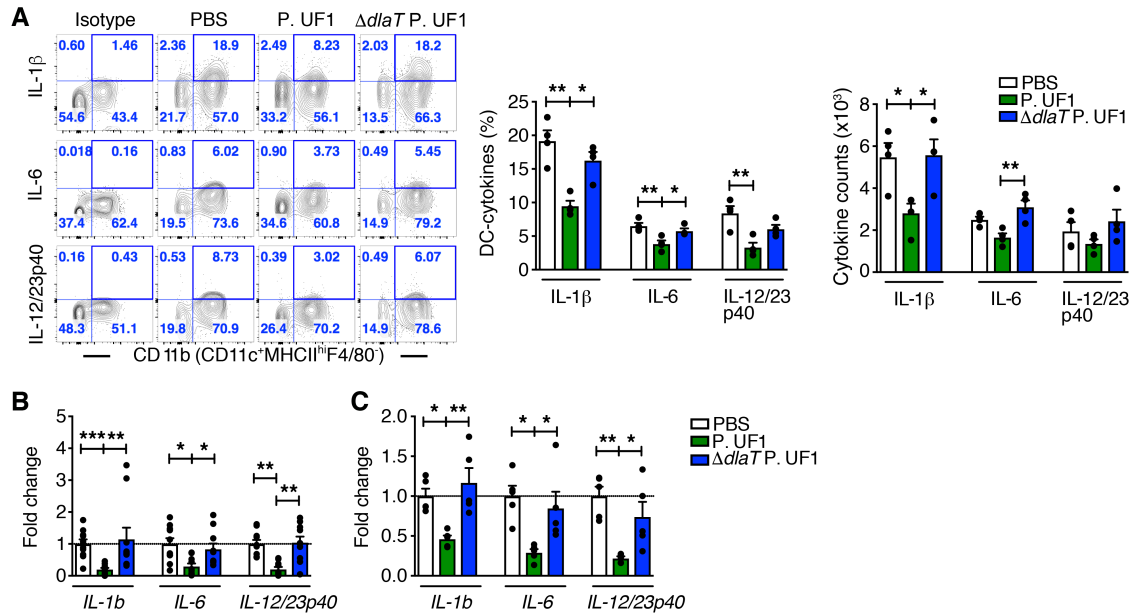 A
Isotype PBS P. UF1 ΔdlaT P. UF1
IL-1β
0.60 1.46 2.36 18.9 2.49 8.23 2.03 18.2
54.6 43.4 21.7 57.0 33.2 56.1 13.5 66.3
IL-6
0.018 0.16 0.83 6.02 0.90 3.73 0.49 5.45
37.4 62.4 19.5 73.6 34.6 60.8 14.9 79.2
IL-12/23p40
0.16 0.43 0.53 8.73 0.39 3.02 0.49 6.07
48.3 51.1 19.8 70.9 26.4 70.2 14.9 78.6
CD 11b (CD11c⁺MHCIIʰⁱF4/80⁻)
DC-cytokines (%)
25
20
15
10
5
0
** *
** *
**
IL-1β IL-6 IL-12/23
p40
Cytokine counts (x10³)
8
6
4
2
0
* *
**
IL-1β IL-6 IL-12/23
p40
PBS
P. UF1
ΔdlaT P. UF1
B
Fold change
5
4
3
2
1
0
*** **
* *
**
**
IL-1b IL-6 IL-12/23p40
C
Fold change
2.0
1.5
1.0
0.5
0.0
* **
* *
** *
IL-1b IL-6 IL-12/23p40
PBS
P. UF1
ΔdlaT P. UF1